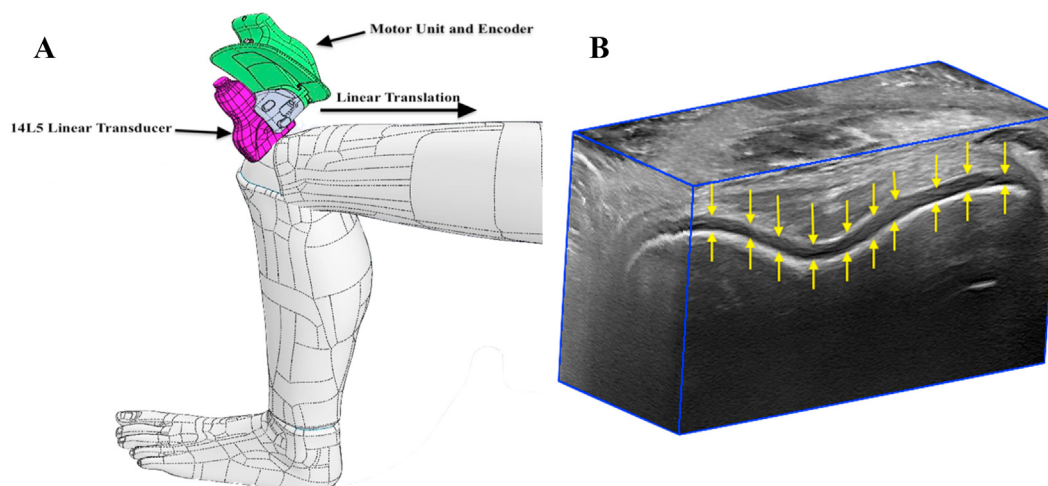 A
Motor Unit and Encoder
B
Linear Translation
14L5 Linear Transducer